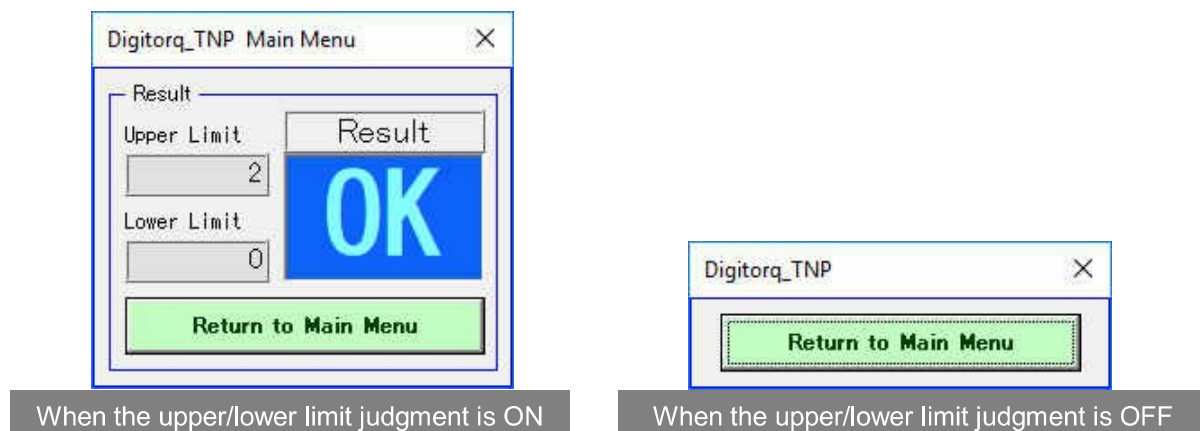 Digitorq_TNP Main Menu
Result
Upper Limit
2
Lower Limit
0
Result
OK
Return to Main Menu
When the upper/lower limit judgment is ON
Digitorq_TNP
Return to Main Menu
When the upper/lower limit judgment is OFF